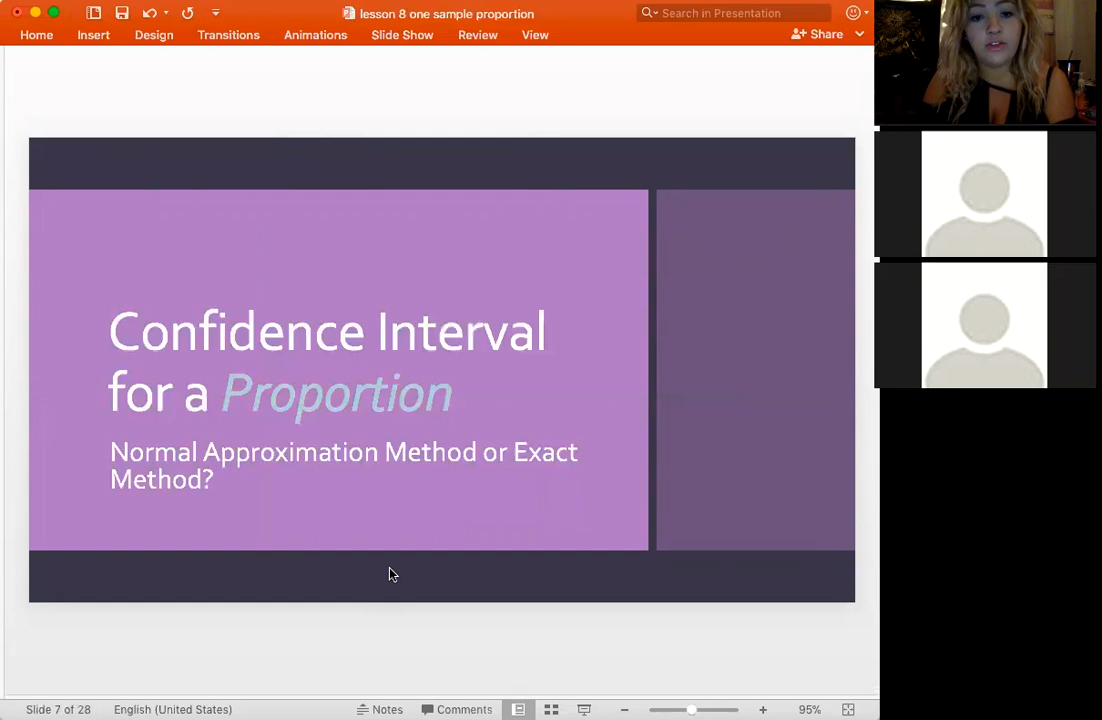 lesson 8 one sample proportion
Search in Presentation
Home Insert Design Transitions Animations Slide Show Review View
Share
Confidence Interval
for a Proportion
Normal Approximation Method or Exact
Method?
Slide 7 of 28 English (United States) Notes Comments 95%